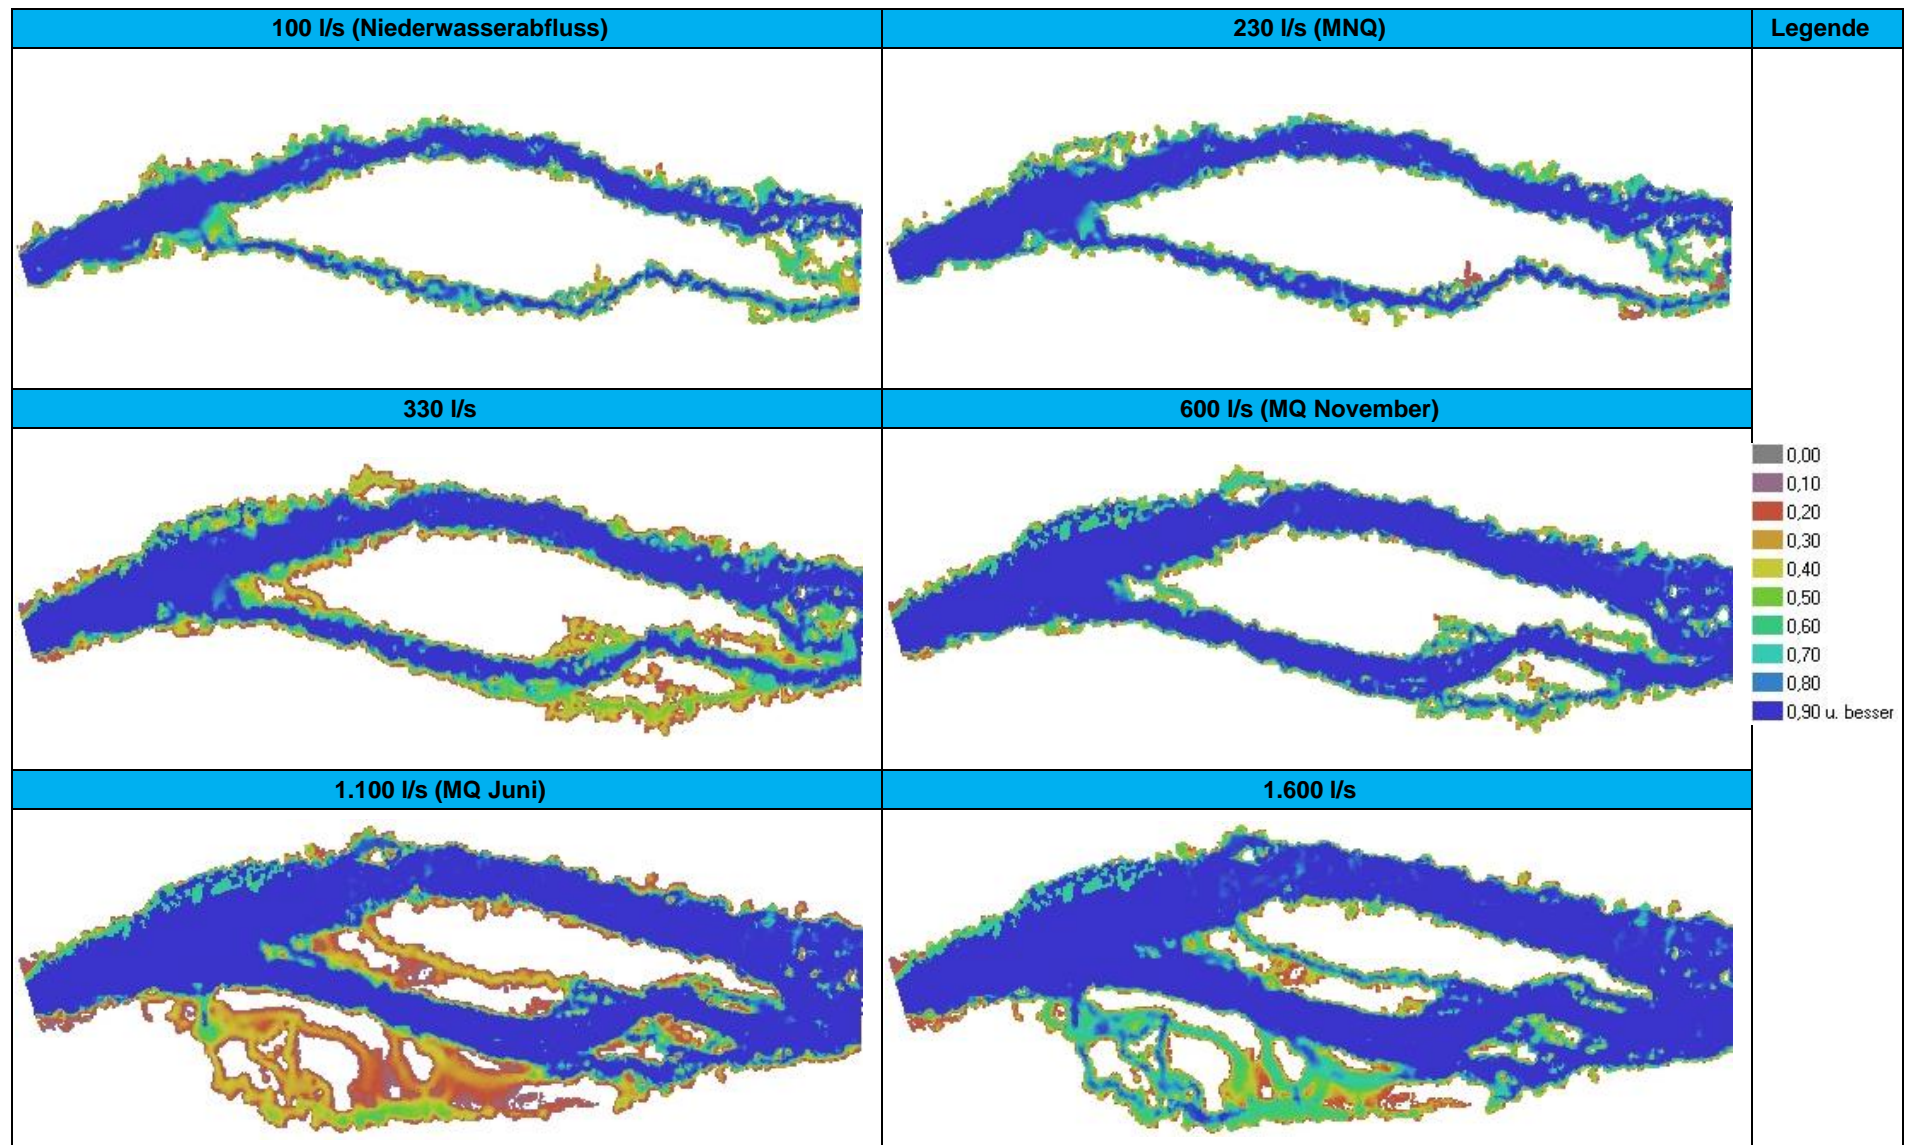 100 l/s (Niederwasserabfluss)
230 l/s (MNQ)
Legende
330 l/s
600 l/s (MQ November)
0,00
0,10
0,20
0,30
0,40
0,50
0,60
0,70
0,80
0,90 u. besser
1.100 l/s (MQ Juni)
1.600 l/s